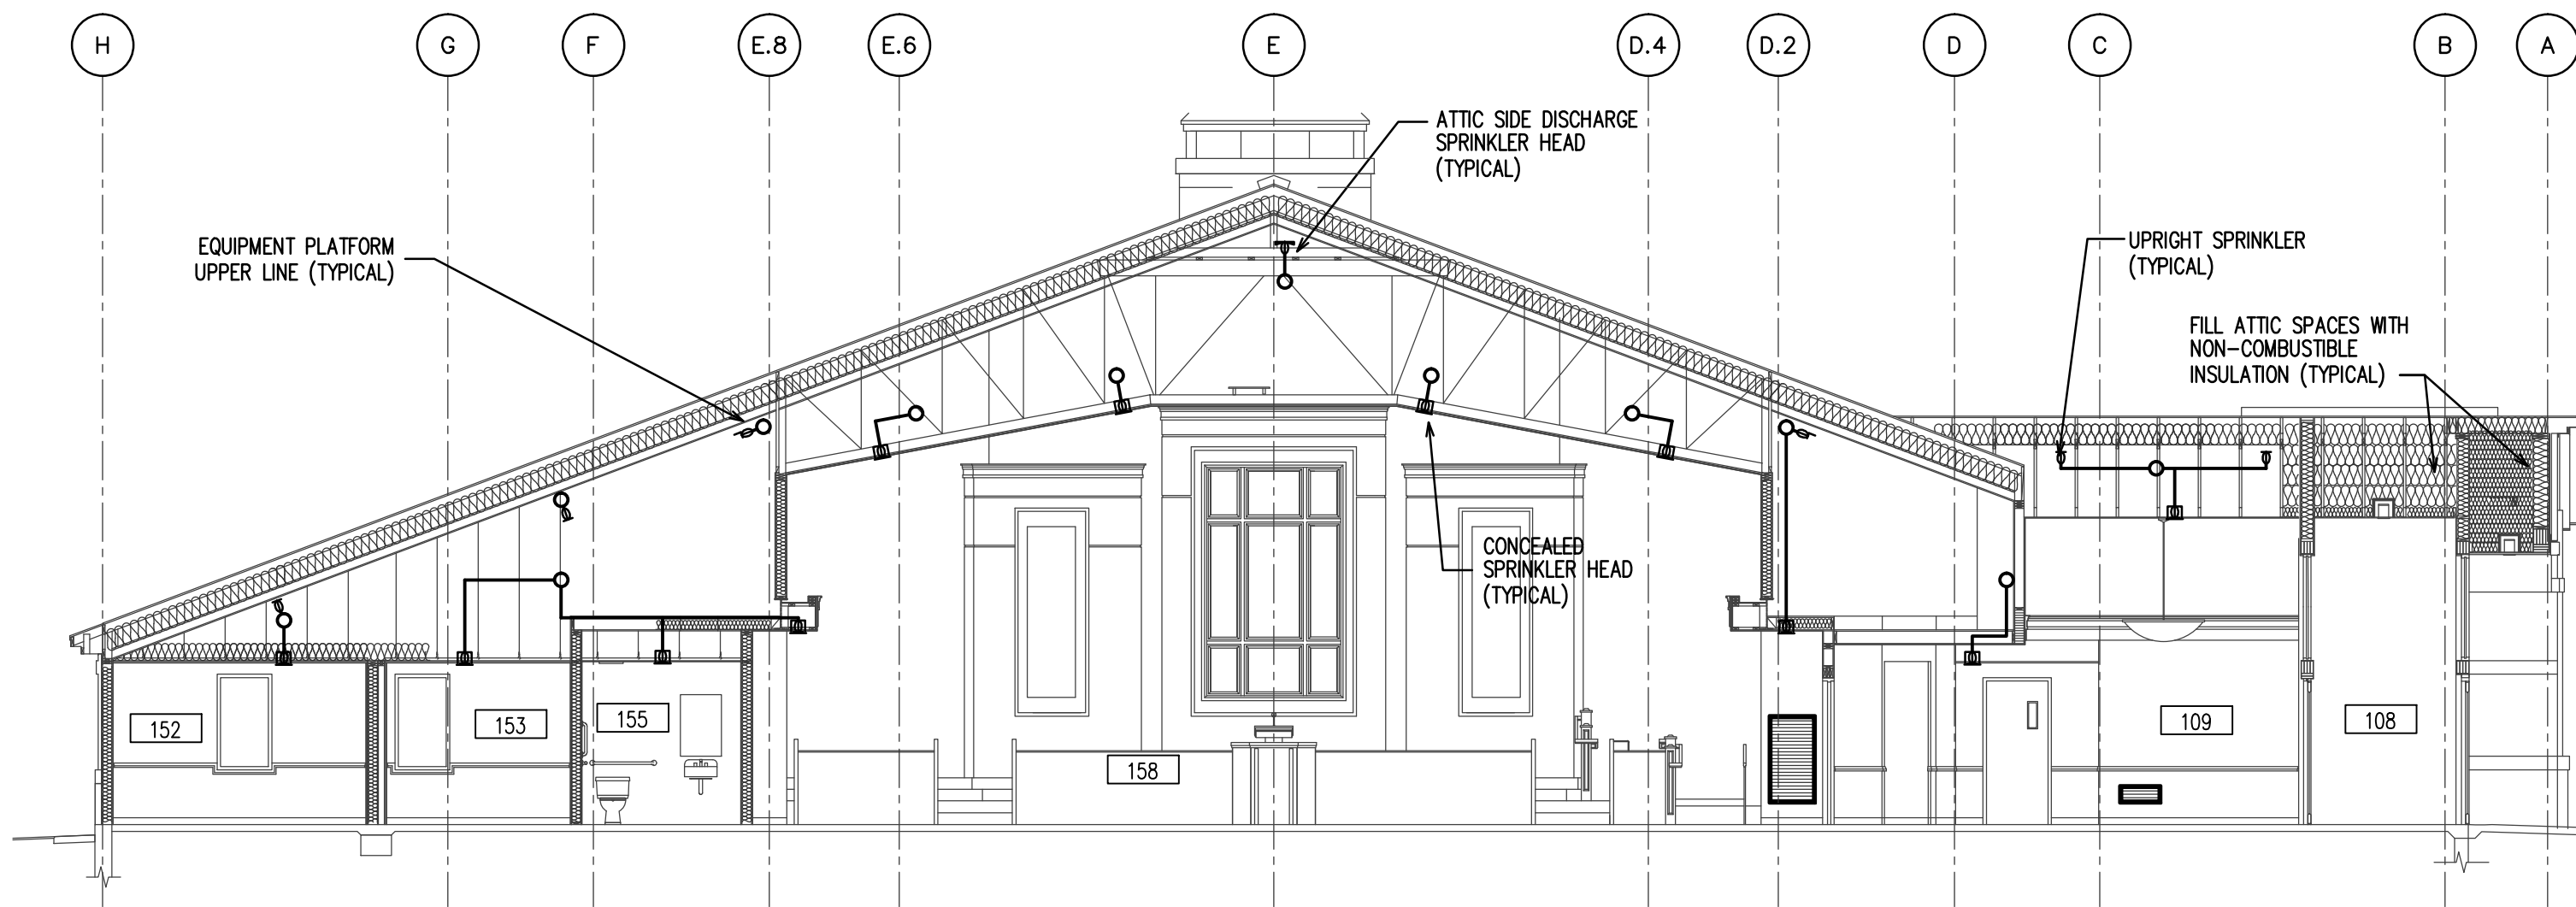 H
G
F
E.8
E.6
E
D.4
D.2
D
C
B
A
ATTIC SIDE DISCHARGE
SPRINKLER HEAD
(TYPICAL)
EQUIPMENT PLATFORM
UPPER LINE (TYPICAL)
UPRIGHT SPRINKLER
(TYPICAL)
FILL ATTIC SPACES WITH
NON-COMBUSTIBLE
INSULATION (TYPICAL)
CONCEALED
SPRINKLER HEAD
(TYPICAL)
152
153
155
158
109
108